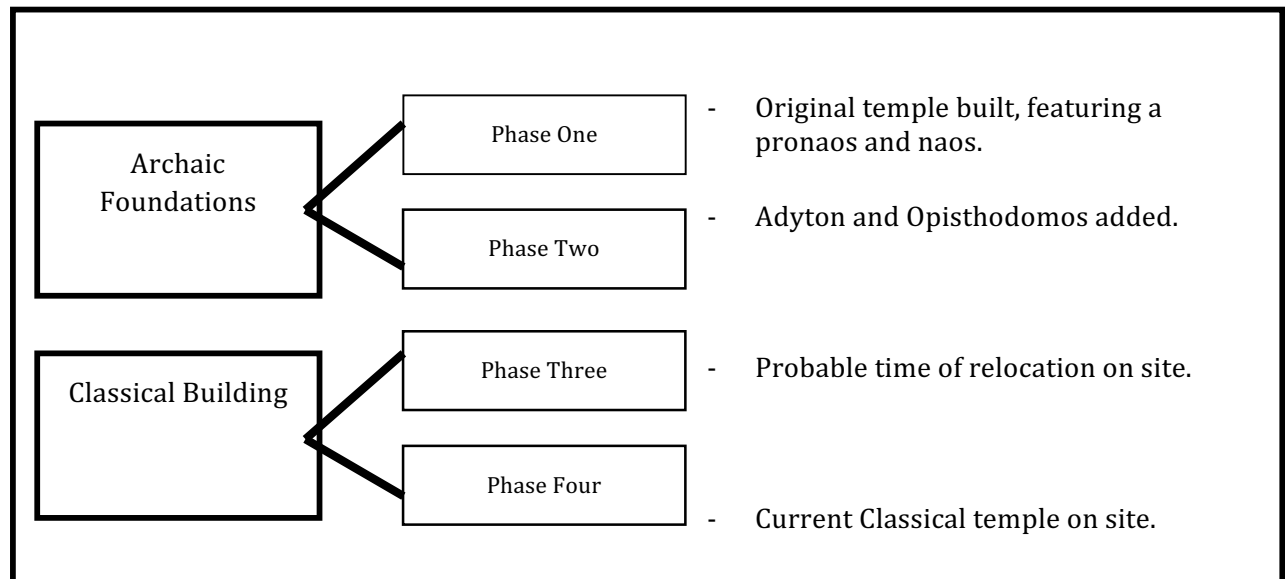 Archaic
Foundations
Phase One
- Original temple built, featuring a
pronaos and naos.
Phase Two
- Adyton and Opisthodomos added.
Classical Building
Phase Three
- Probable time of relocation on site.
Phase Four
- Current Classical temple on site.